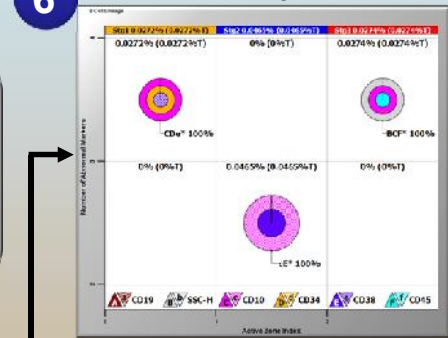 6
Stg1 0.0272% (0.0272%T) Stg2 0.0465% (0.0465%T) Stg3 0.0274% (0.0274%T)
0.0272% (0.0272%T) 0% (0%T) 0.0274% (0.0274%T)
CDe* 100% BCF* 100%
0% (0%T) 0.0465% (0.0465%T) 0% (0%T)
cE* 100%
Number of Abnormal Markers
CD19 SSC-H CD10 CD34 CD38 CD45
Active Zone Index